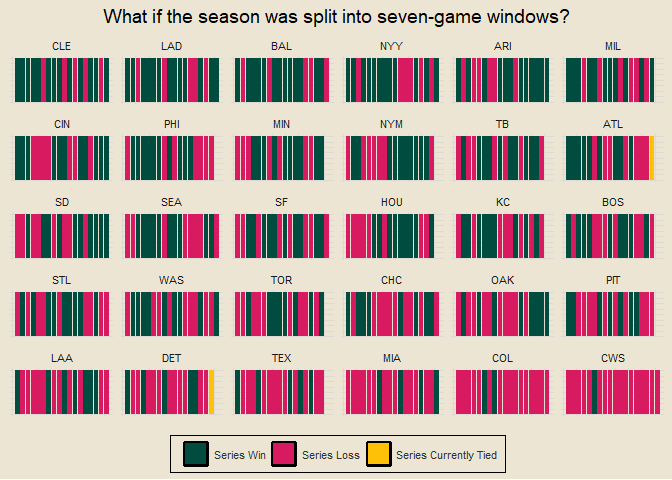 What if the season was split into seven-game windows?
CLE LAD BAL NYY ARI MIL
CIN PHI MIN NYM TB ATL
SD SEA SF HOU KC BOS
STL WAS TOR CHC OAK PIT
LAA DET TEX MIA COL CWS
Series Win Series Loss Series Currently Tied